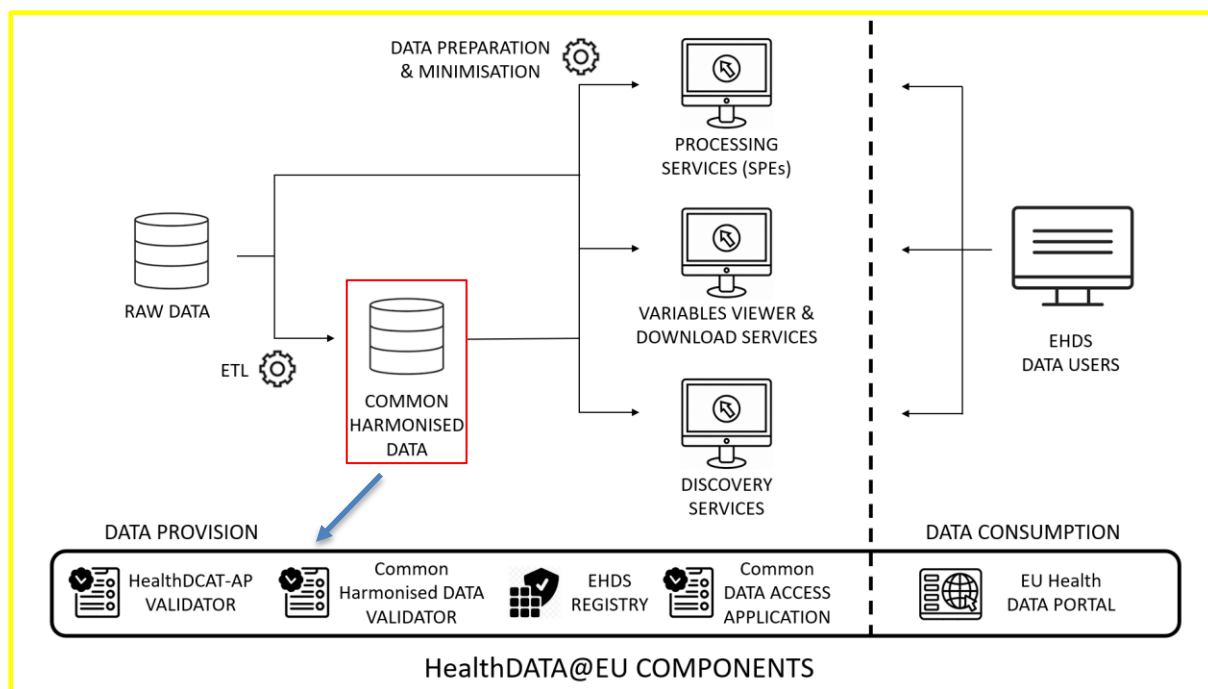 DATA PREPARATION
& MINIMISATION
PROCESSING
SERVICES (SPEs)
RAW DATA
VARIABLES VIEWER &
DOWNLOAD SERVICES
EHDS
DATA USERS
ETL
COMMON
HARMONISED
DATA
DISCOVERY
SERVICES
DATA PROVISION
DATA CONSUMPTION
HealthDCAT-AP
VALIDATOR
Common
Harmonised DATA
VALIDATOR
EHDS
REGISTRY
Common
DATA ACCESS
APPLICATION
EU Health
DATA PORTAL
HealthDATA@EU COMPONENTS